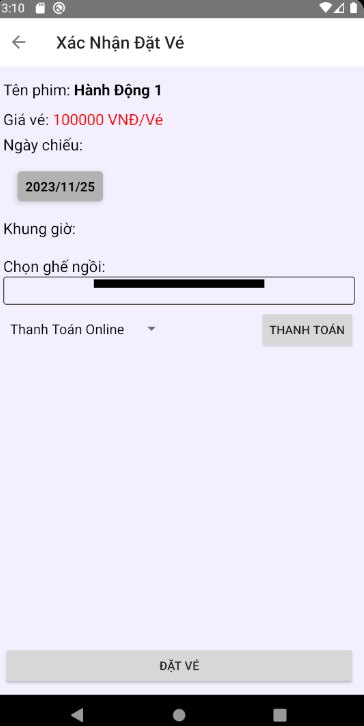 3:10
Xác Nhận Đặt Vé
Tên phim: Hành Động 1
Giá vé: 100000 VNĐ/Vé
Ngày chiếu:
2023/11/25
Khung giờ:
Chọn ghế ngồi:
Thanh Toán Online
THANH TOÁN
ĐẶT VÉ